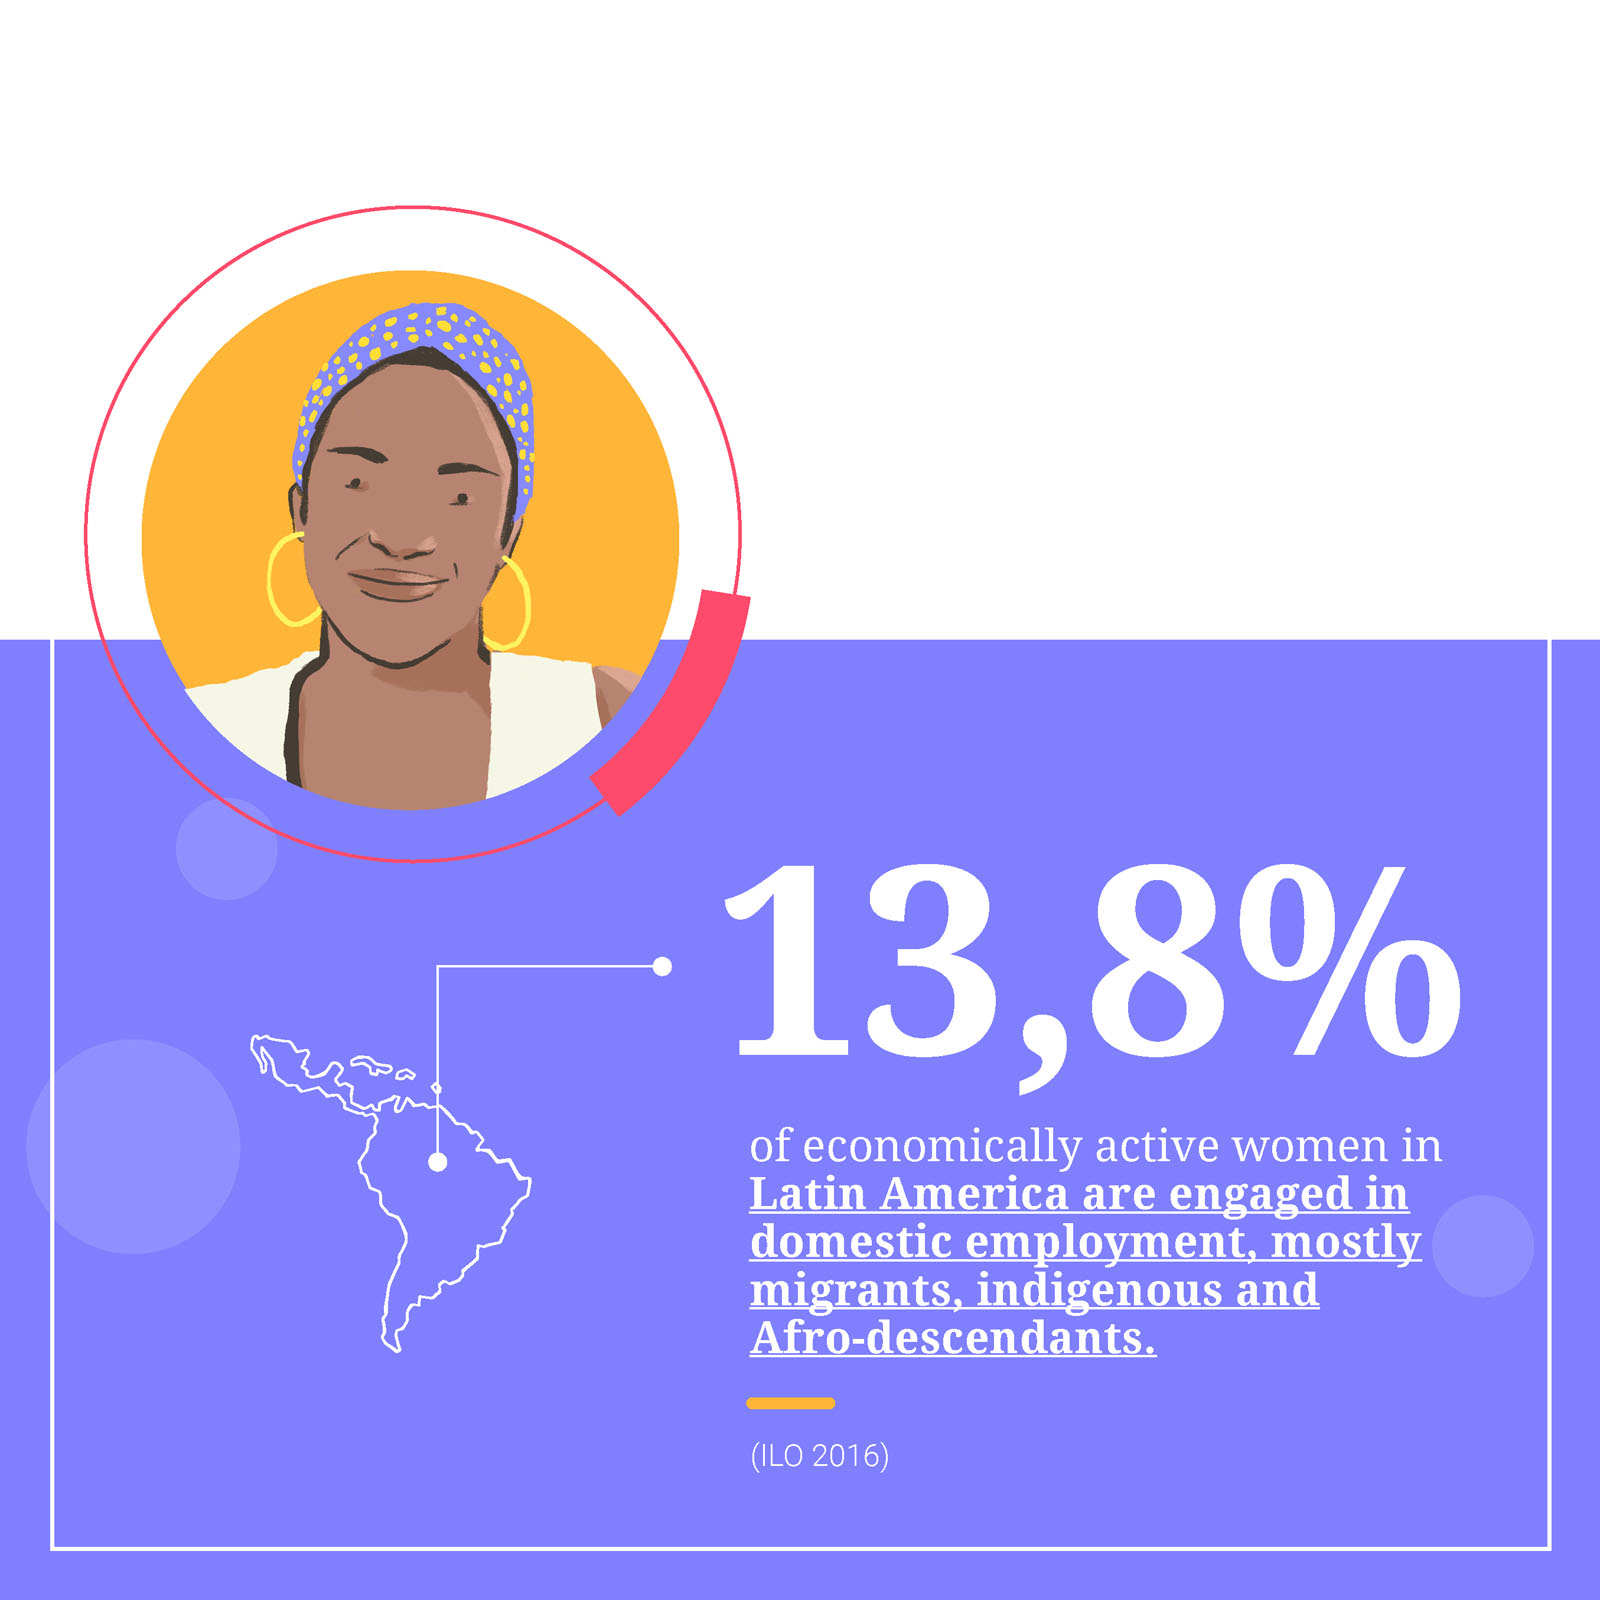 13,8%
of economically active women in
Latin America are engaged in
domestic employment, mostly
migrants, indigenous and
Afro-descendants.
(ILO 2016)